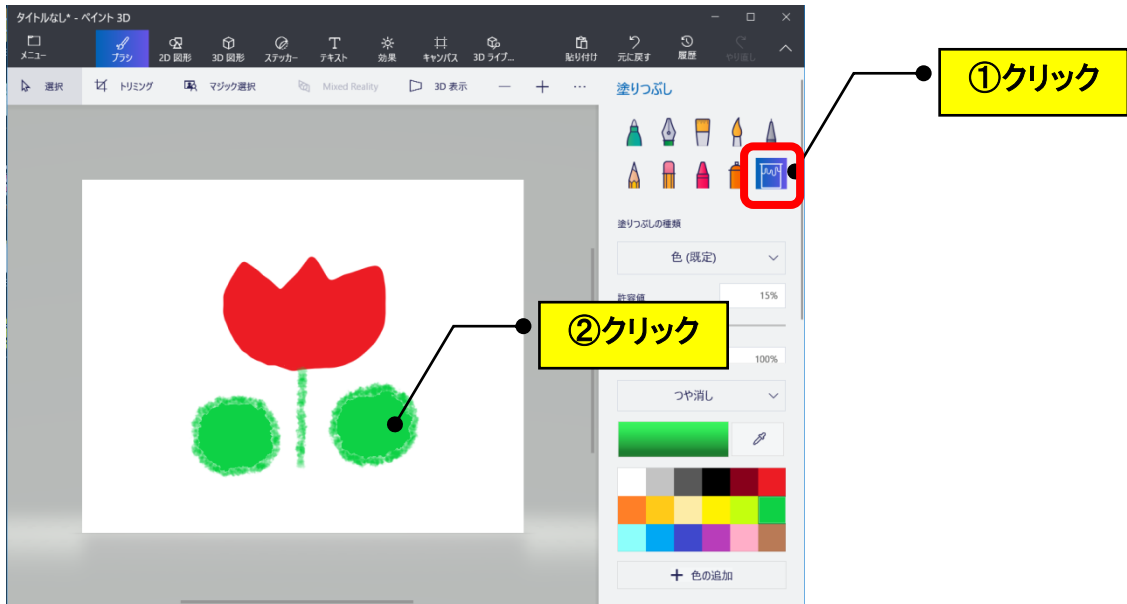 タイトルなし* - ペイント 3D
メニュー
ブラシ
2D 図形
3D 図形
ステッカー
テキスト
効果
キャンバス
3D ライブ...
貼り付け
元に戻す
履歴
やり直し
選択
トリミング
マジック選択
Mixed Reality
3D 表示
塗りつぶし
①クリック
塗りつぶしの種類
色 (既定)
許容値
15%
②クリック
100%
つや消し
色の追加